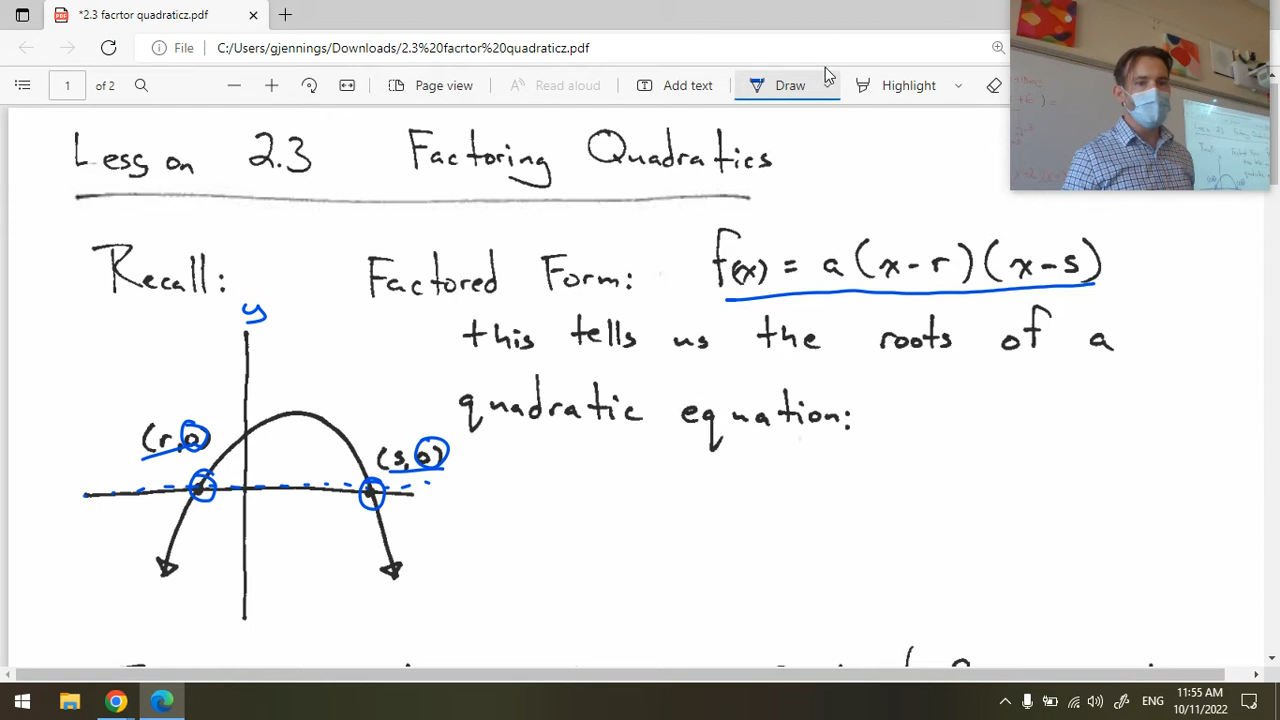 *2.3 facrtor quadraticz.pdf
File C:/Users/gjennings/Downloads/2.3%20facrtor%20quadraticz.pdf
1 of 2 Page view Read aloud Add text Draw Highlight
Lesson 2.3 Factoring Quadratics
Recall: Factored Form: f(x) = a(x-r)(x-s)
this tells us the roots of a
quadratic equation:
y
(r,0)
(s,0)
ENG
11:55 AM
10/11/2022